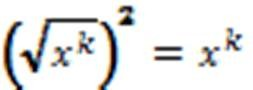 (√x^k)^2 = x^k